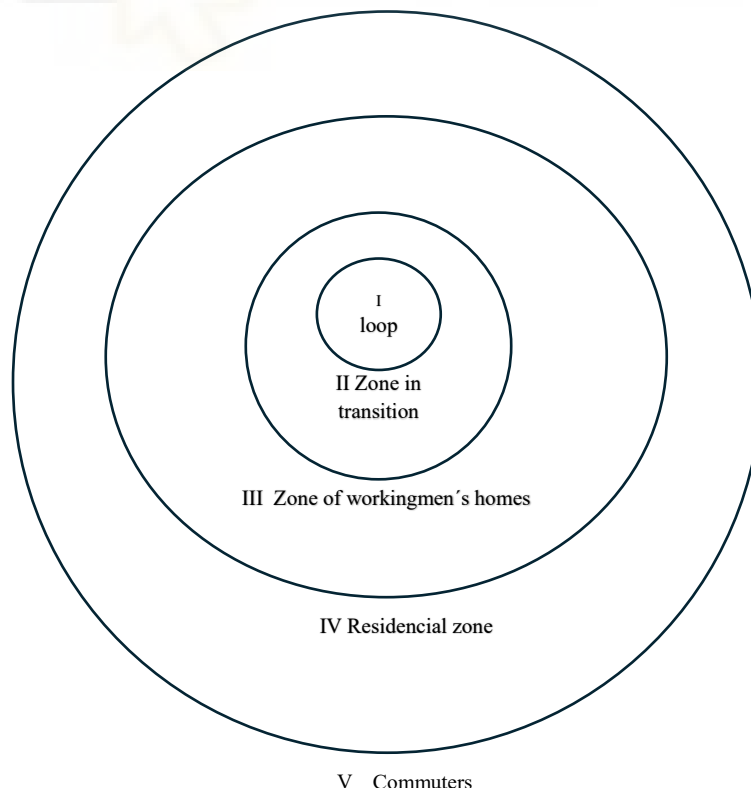 I
loop
II Zone in
transition
III Zone of workingmen´s homes
IV Residencial zone
V Commuters